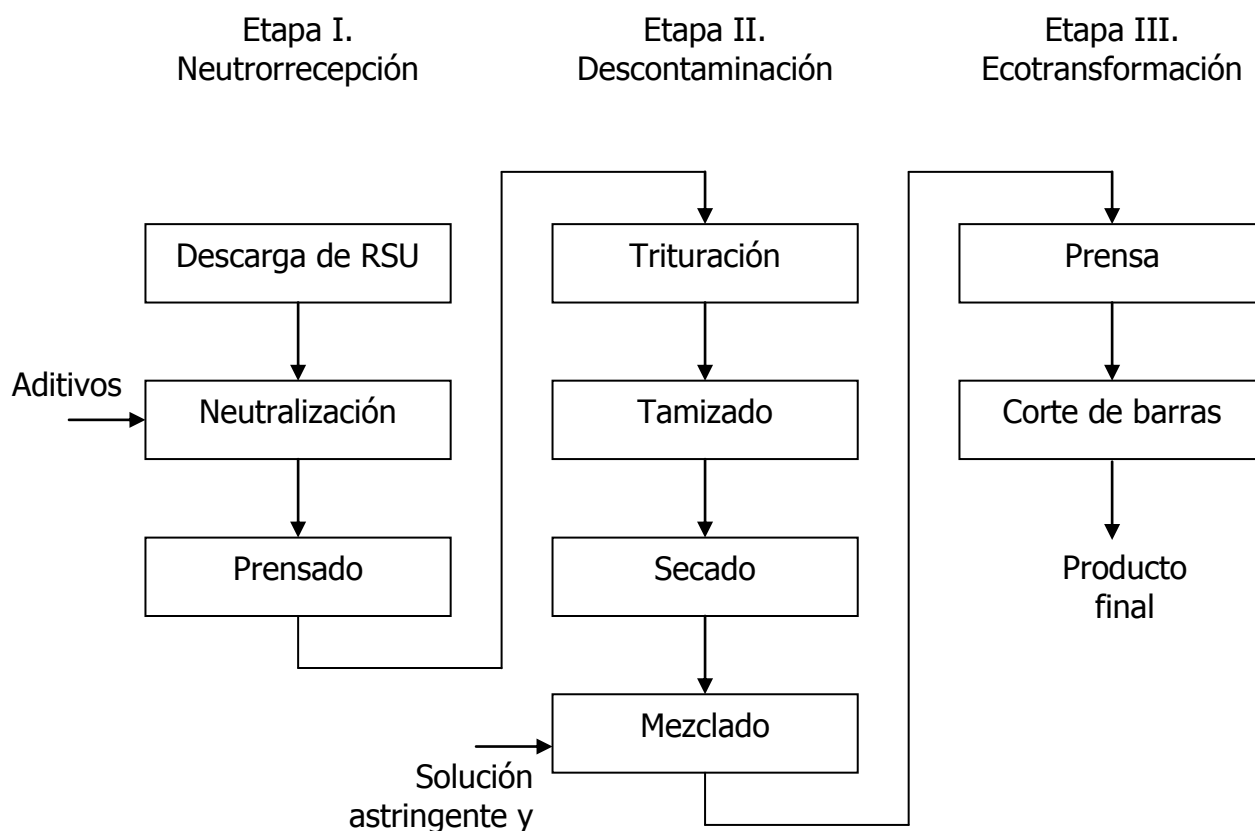 Etapa I.
Neutrorrecepción
Etapa II.
Descontaminación
Etapa III.
Ecotransformación
Descarga de RSU
Aditivos
Neutralización
Prensado
Trituración
Tamizado
Secado
Mezclado
Solución
astringente y
Prensa
Corte de barras
Producto
final